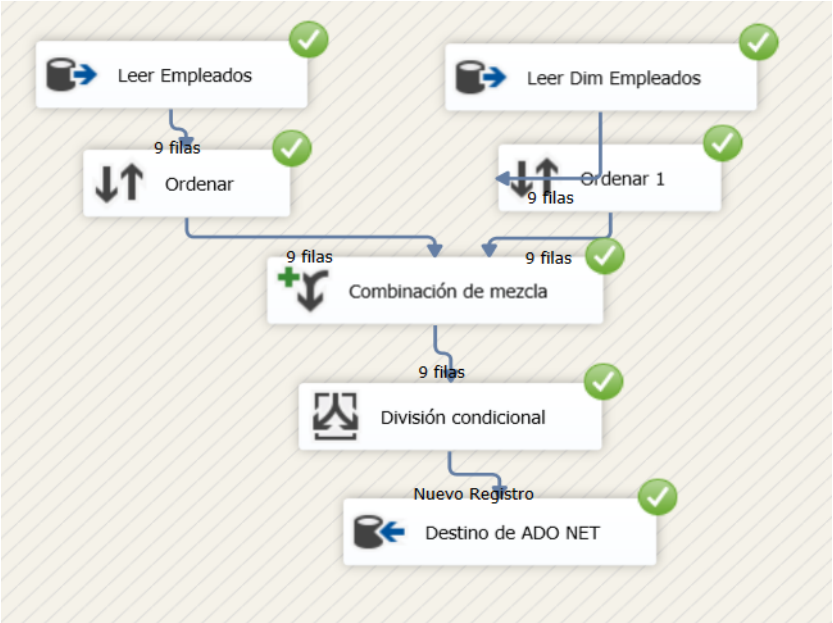 Leer Empleados
Leer Dim Empleados
9 filas
Ordenar
Ordenar 1
9 filas
9 filas
9 filas
Combinación de mezcla
9 filas
División condicional
Nuevo Registro
Destino de ADO NET